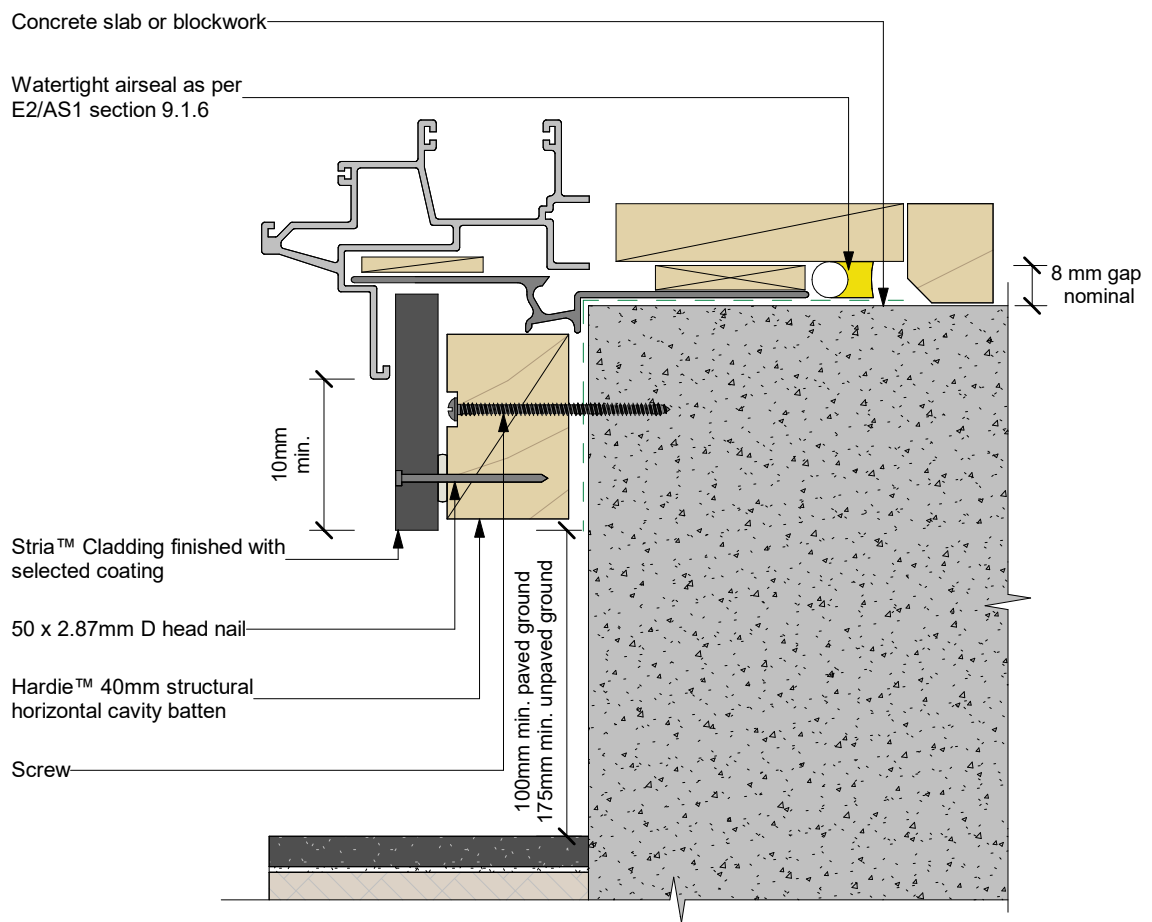 Concrete slab or blockwork
Watertight airseal as per
E2/AS1 section 9.1.6
8 mm gap
nominal
10mm
min.
Stria™ Cladding finished with
selected coating
50 x 2.87mm D head nail
Hardie™ 40mm structural
horizontal cavity batten
Screw
100mm min. paved ground
175mm min. unpaved ground